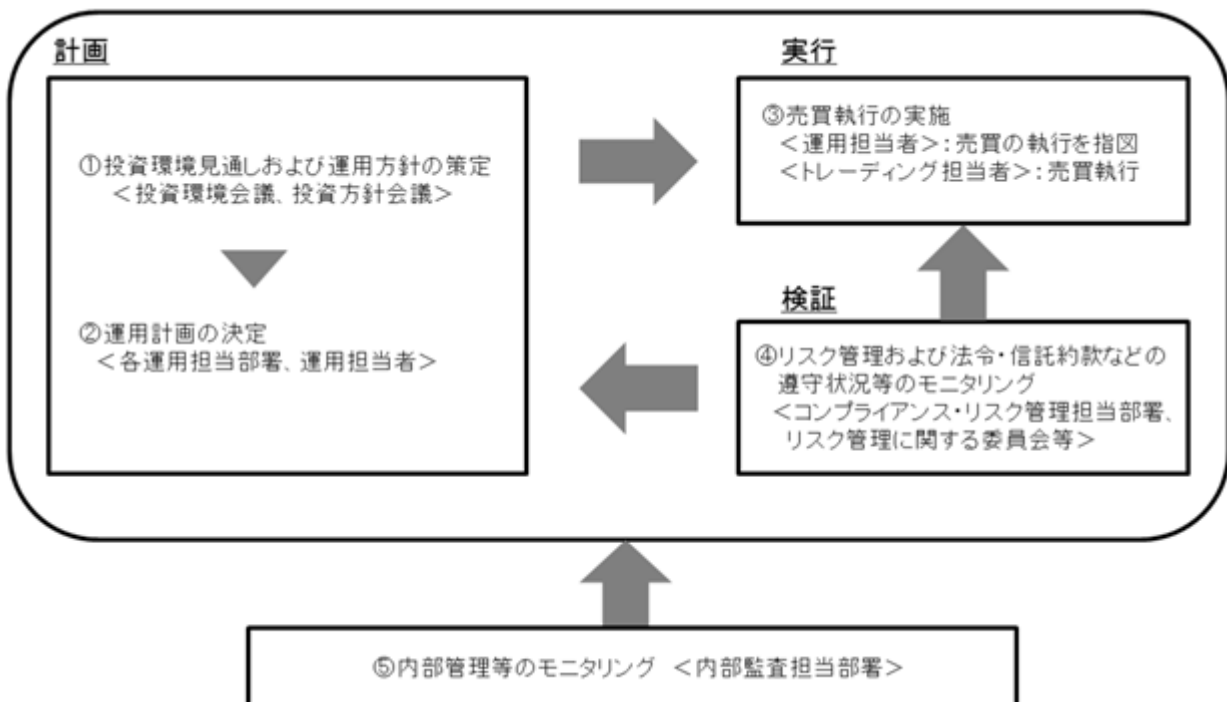 計画
①投資環境見通しおよび運用方針の策定
＜投資環境会議、投資方針会議＞
②運用計画の決定
＜各運用担当部署、運用担当者＞
実行
③売買執行の実施
＜運用担当者＞：売買の執行を指図
＜トレーディング担当者＞：売買執行
検証
④リスク管理および法令・信託約款などの
遵守状況等のモニタリング
＜コンプライアンス・リスク管理担当部署、
リスク管理に関する委員会等＞
⑤内部管理等のモニタリング ＜内部監査担当部署＞